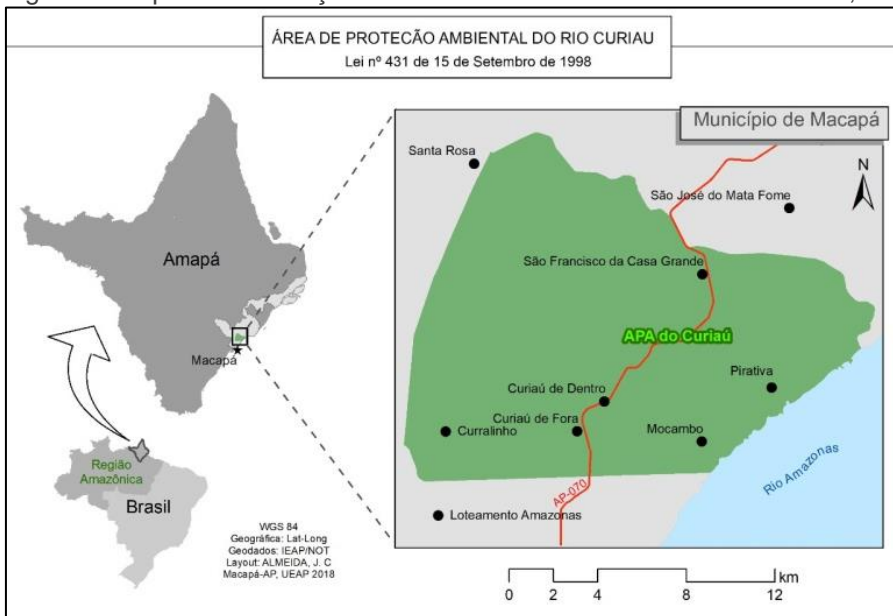 ÁREA DE PROTEÇÃO AMBIENTAL DO RIO CURIAU
Lei nº 431 de 15 de Setembro de 1998
Município de Macapá
Santa Rosa
N
São José do Mata Fome
São Francisco da Casa Grande
Amapá
APA do Curiaú
Macapá
Pirativa
Curiaú de Dentro
Curiaú de Fora
Curralinho
Mocambo
Rio Amazonas
Região
Amazônica
Brasil
AP-070
Loteamento Amazonas
WGS 84
Geográfica: Lat-Long
Geodados: IEAP/NOT
Layout: ALMEIDA, J. C
Macapá-AP, UEAP 2018
km
0 2 4 8 12